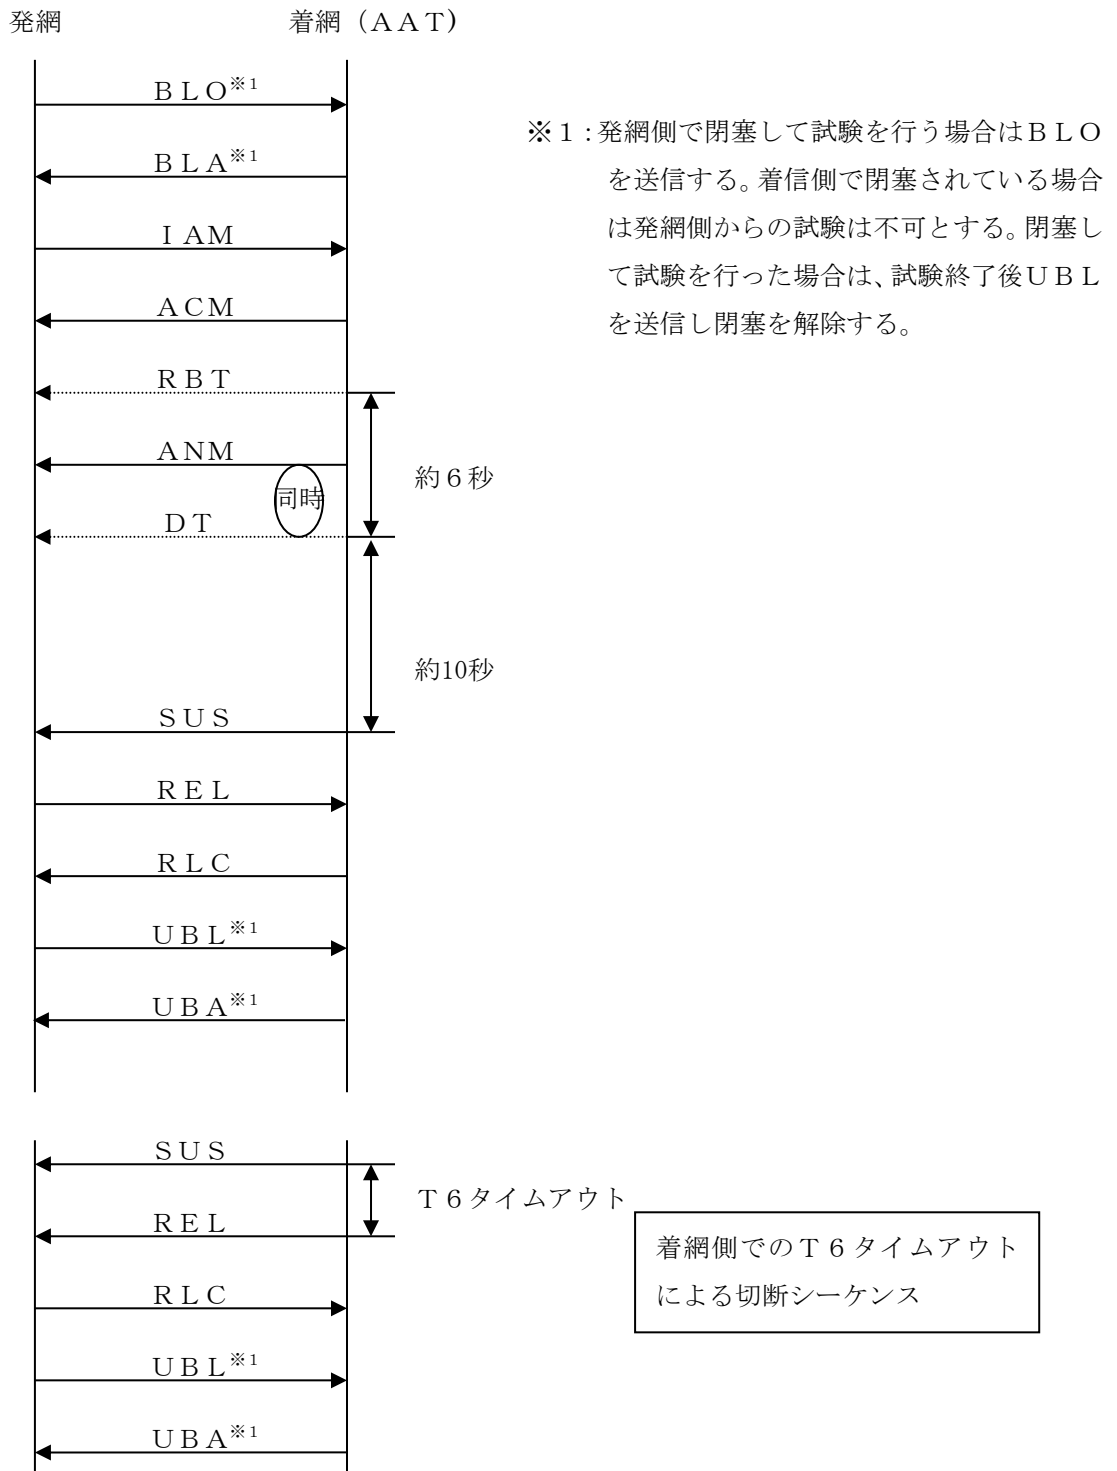 発網
着網（ＡＡＴ)
ＢＬＯ※1
※１：発網側で閉塞して試験を行う場合はＢＬＯ
を送信する。着信側で閉塞されている場合
は発網側からの試験は不可とする。閉塞し
て試験を行った場合は、試験終了後ＵＢＬ
を送信し閉塞を解除する。
ＢＬＡ※1
ＩＡＭ
ＡＣＭ
ＲＢＴ
ＡＮＭ
約６秒
同時
ＤＴ
約10秒
ＳＵＳ
ＲＥＬ
ＲＬＣ
ＵＢＬ※1
ＵＢＡ※1
ＳＵＳ
Ｔ６タイムアウト
ＲＥＬ
着網側でのＴ６タイムアウト
による切断シーケンス
ＲＬＣ
ＵＢＬ※1
ＵＢＡ※1